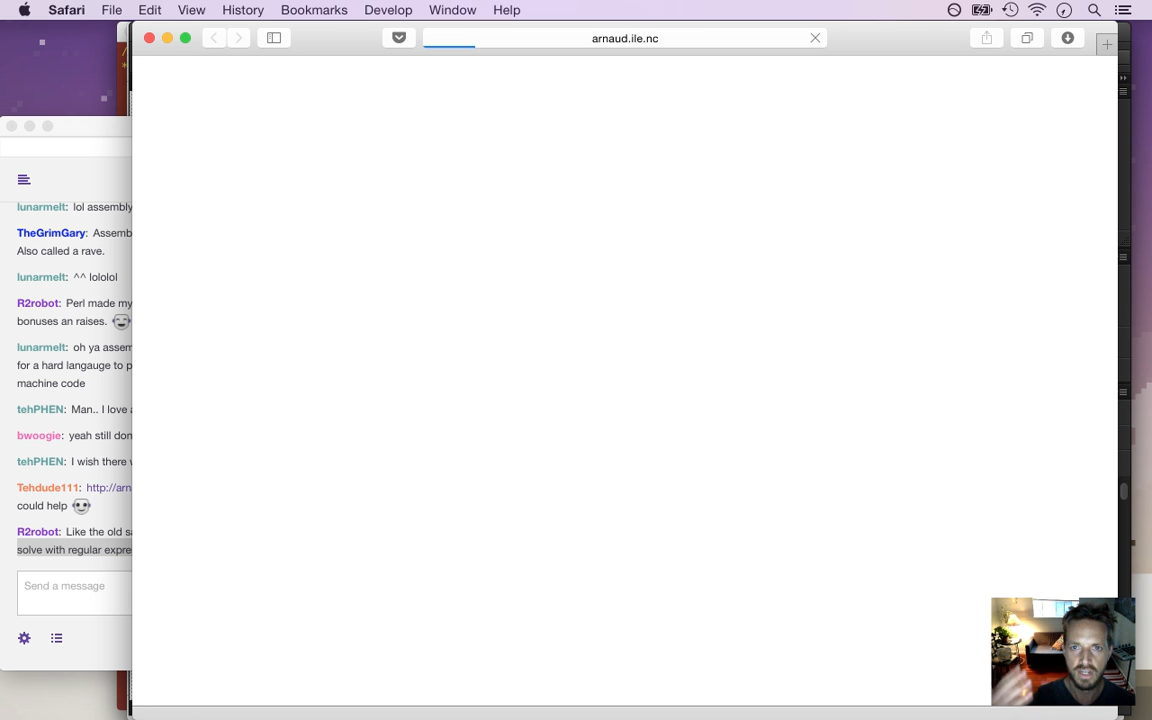 Safari File Edit View History Bookmarks Develop Window Help
arnaud.ile.nc
lunarmelt: lol assembly
TheGrimGary: Assemb
Also called a rave.
lunarmelt: ^^ lololol
R2robot: Perl made my
bonuses an raises.
lunarmelt: oh ya assem
for a hard langauge to p
machine code
tehPHEN: Man.. I love a
bwoogie: yeah still don
tehPHEN: I wish there w
Tehdude111: http://arn
could help
R2robot: Like the old sa
solve with regular expre
Send a message